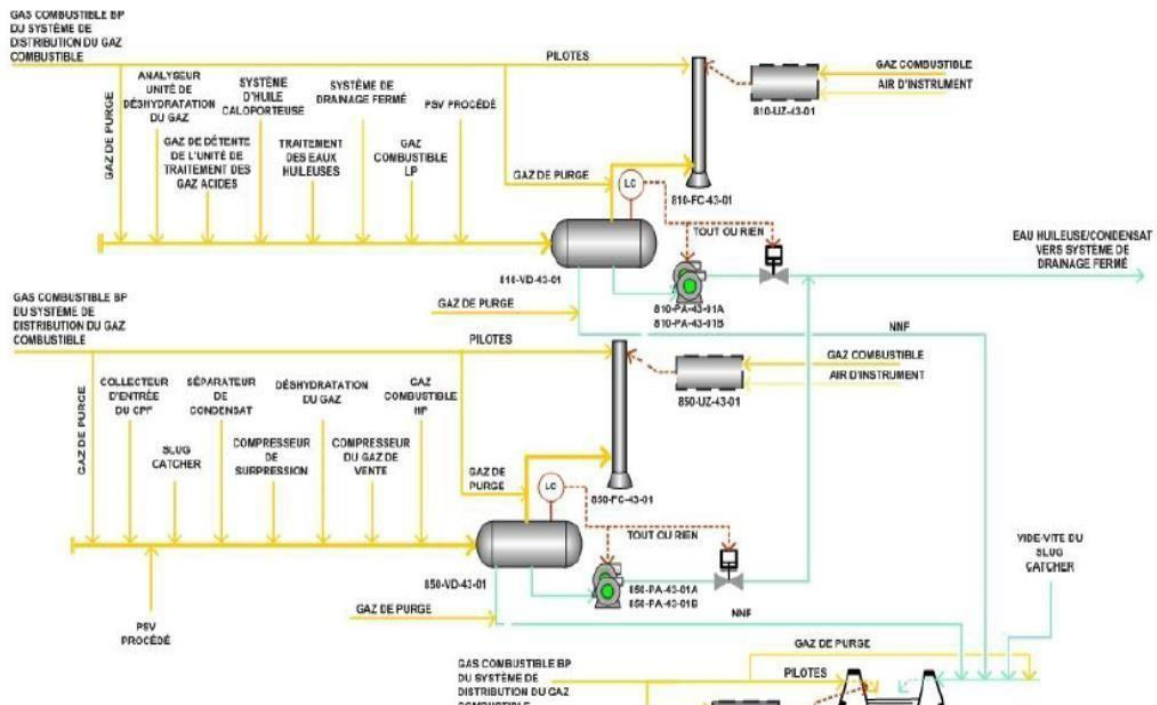 GAS COMBUSTIBLE BP
DU SYSTÈME DE
DISTRIBUTION DU GAZ
COMBUSTIBLE
PILOTES
GAZ COMBUSTIBLE
AIR D'INSTRUMENT
810-UZ-43-01
GAZ DE PURGE
ANALYSEUR
UNITÉ DE
DÉSHYDRATATION
DU GAZ
GAZ DE DÉTENTE
DE L'UNITÉ DE
TRAITEMENT DES
GAZ ACIDES
SYSTÈME
D'HUILE
CALOPORTEUSE
TRAITEMENT
DES EAUX
HUILEUSES
SYSTÈME DE
DRAINAGE FERMÉ
GAZ
COMBUSTIBLE
LP
PSV PROCÉDÉ
GAZ DE PURGE
LC
810-FC-43-01
TOUT OU RIEN
EAU HUILEUSE/CONDENSAT
VERS SYSTÈME DE
DRAINAGE FERMÉ
810-VD-43-01
810-PA-43-01A
810-PA-43-01B
GAZ DE PURGE
NNF
GAS COMBUSTIBLE BP
DU SYSTÈME DE
DISTRIBUTION DU GAZ
COMBUSTIBLE
PILOTES
GAZ COMBUSTIBLE
AIR D'INSTRUMENT
850-UZ-43-01
GAZ DE PURGE
COLLECTEUR
D'ENTRÉE
DU CPF
SLUG
CATCHER
SÉPARATEUR
DE
CONDENSAT
COMPRESSEUR
DE
SURPRESSION
DÉSHYDRATATION
DU GAZ
COMPRESSEUR
DU GAZ DE
VENTE
GAZ
COMBUSTIBLE
HP
GAZ DE
PURGE
LC
850-FC-43-01
TOUT OU RIEN
VIDE-VITE DU
SLUG
CATCHER
850-VD-43-01
850-PA-43-01A
850-PA-43-01B
GAZ DE PURGE
NNF
PSV
PROCÉDÉ
GAZ DE PURGE
GAS COMBUSTIBLE BP
DU SYSTÈME DE
DISTRIBUTION DU GAZ
COMBUSTIBLE
PILOTES